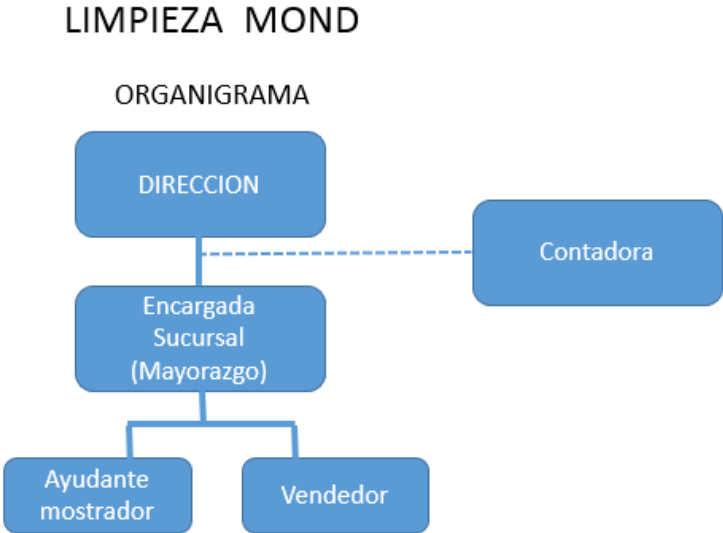 LIMPIEZA MOND
ORGANIGRAMA
DIRECCION
Contadora
Encargada
Sucursal
(Mayorazgo)
Ayudante
mostrador
Vendedor